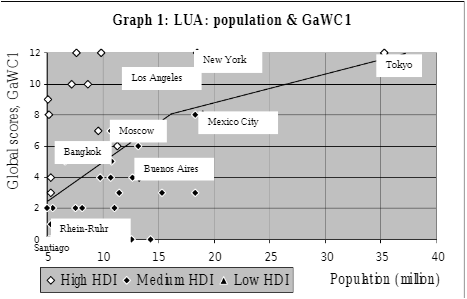 Graph 1: LUA: population & GaWC1
Global scores, GaWC1
12
10
8
6
4
2
0
New York
Tokyo
Los Angeles
Mexico City
Moscow
Bangkok
Buenos Aires
Rhein-Ruhr
Santiago
5 10 15 20 25 30 35 40
Population (million)
High HDI Medium HDI Low HDI